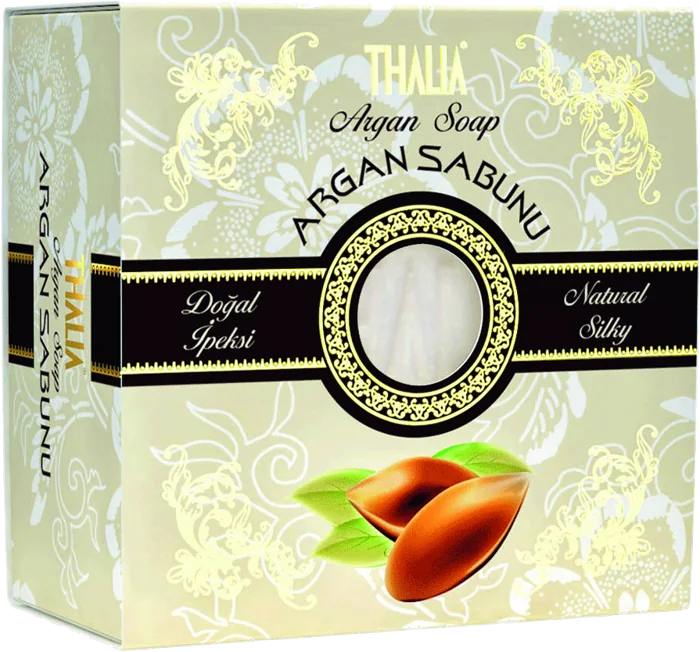 THALIA®
Argan Soap
ARGAN SABUNU
Doğal
İpeksi
Natural
Silky
THALIA
Argan Soap
ARGAN SABUNU